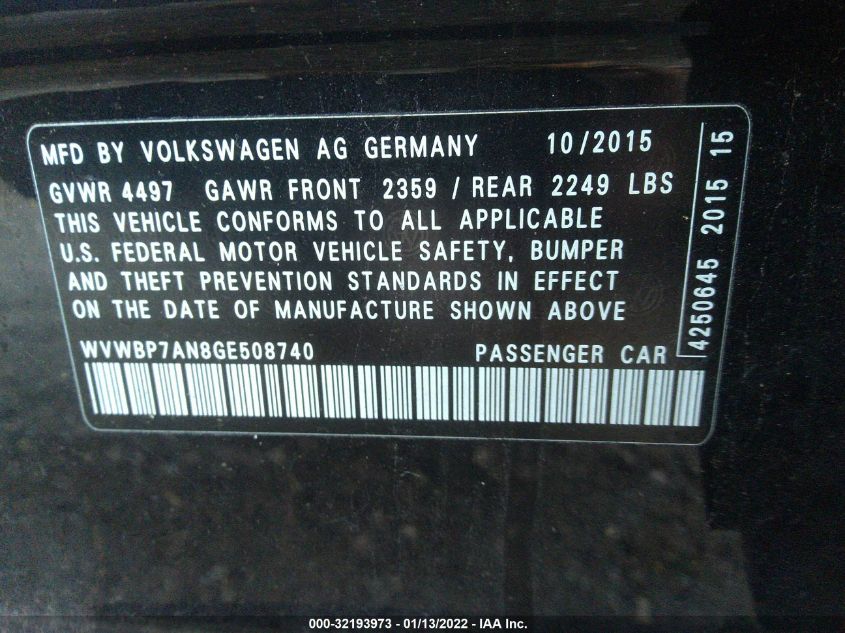 MFD BY VOLKSWAGEN AG GERMANY 10/2015
GVWR 4497 GAWR FRONT 2359 / REAR 2249 LBS
THIS VEHICLE CONFORMS TO ALL APPLICABLE
U.S. FEDERAL MOTOR VEHICLE SAFETY, BUMPER
AND THEFT PREVENTION STANDARDS IN EFFECT
ON THE DATE OF MANUFACTURE SHOWN ABOVE
WVWBP7AN8GE508740 PASSENGER CAR
4250645 2015 15
000-32193973 - 01/13/2022 - IAA Inc.